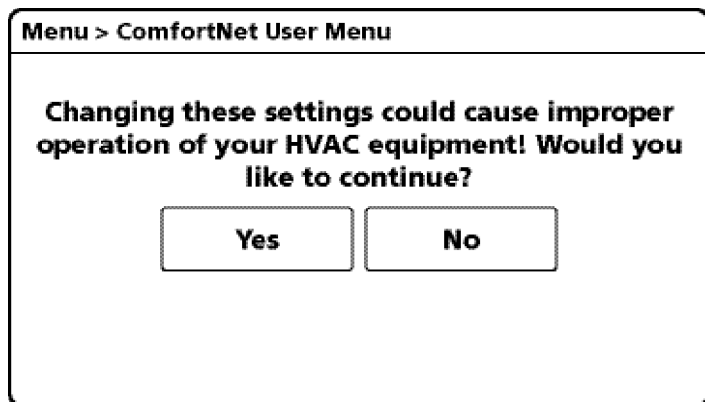 Menu > ComfortNet User Menu
Changing these settings could cause improper
operation of your HVAC equipment! Would you
like to continue?
Yes No